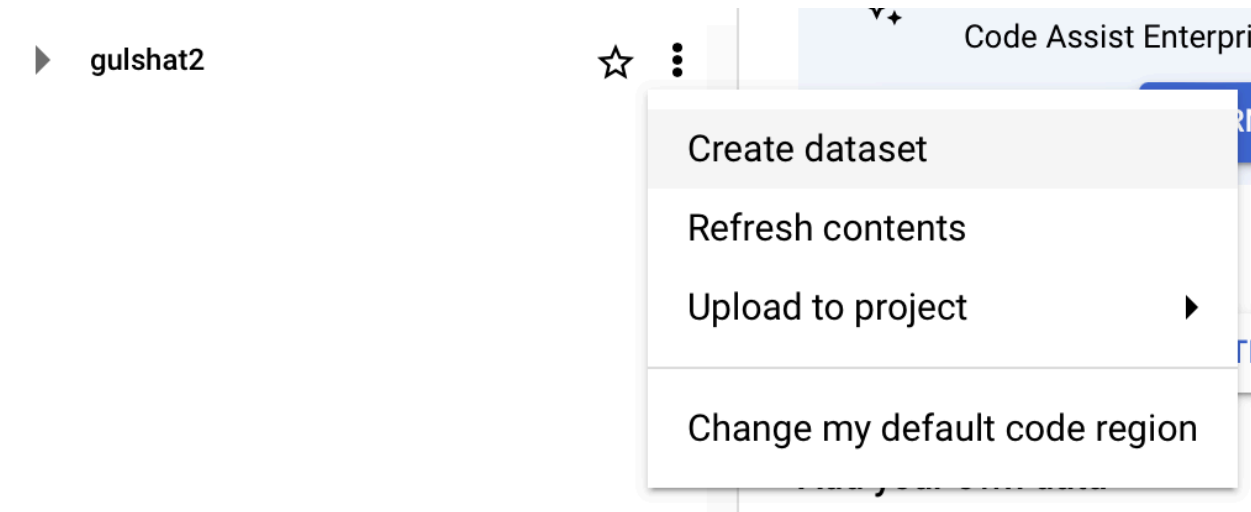 gulshat2
Code Assist Enterpri
Create dataset
Refresh contents
Upload to project
Change my default code region